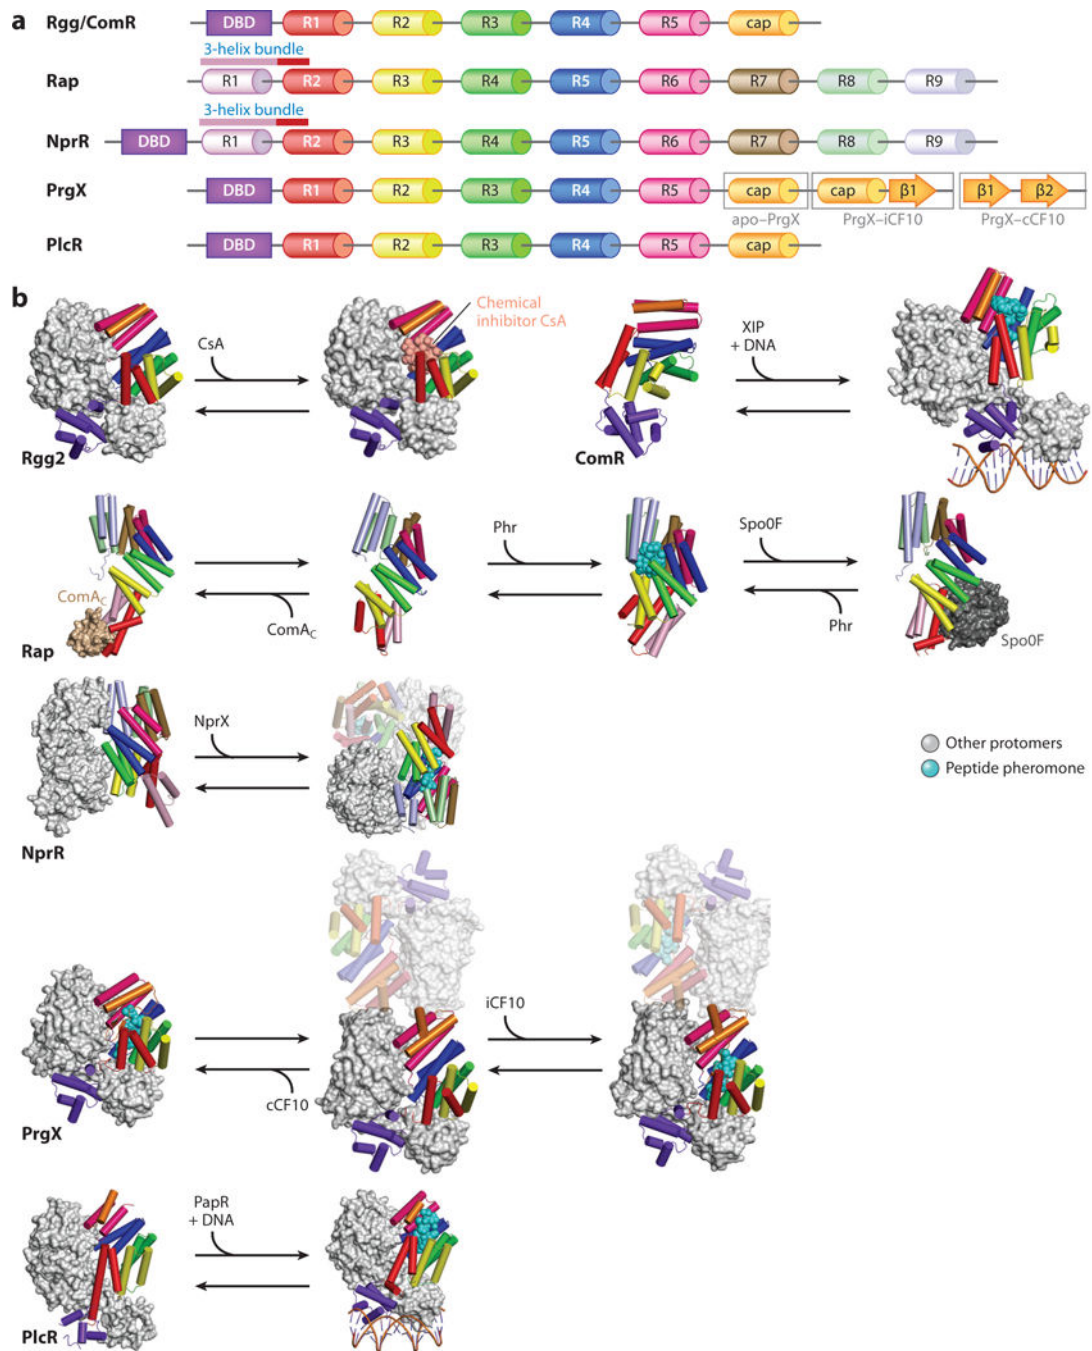 a
Rgg/ComR DBD R1 R2 R3 R4 R5 cap
3-helix bundle
Rap R1 R2 R3 R4 R5 R6 R7 R8 R9
3-helix bundle
NprR DBD R1 R2 R3 R4 R5 R6 R7 R8 R9
PrgX DBD R1 R2 R3 R4 R5 cap cap β1 β1 β2
apo–PrgX PrgX–iCF10 PrgX–cCF10
PlcR DBD R1 R2 R3 R4 R5 cap
b
CsA
Chemical
inhibitor CsA
XIP
+ DNA
Rgg2
ComR
Phr
Spo0F
ComAC
ComAC
Phr
Spo0F
Rap
NprX
Other protomers
Peptide pheromone
NprR
iCF10
cCF10
PrgX
PapR
+ DNA
PlcR